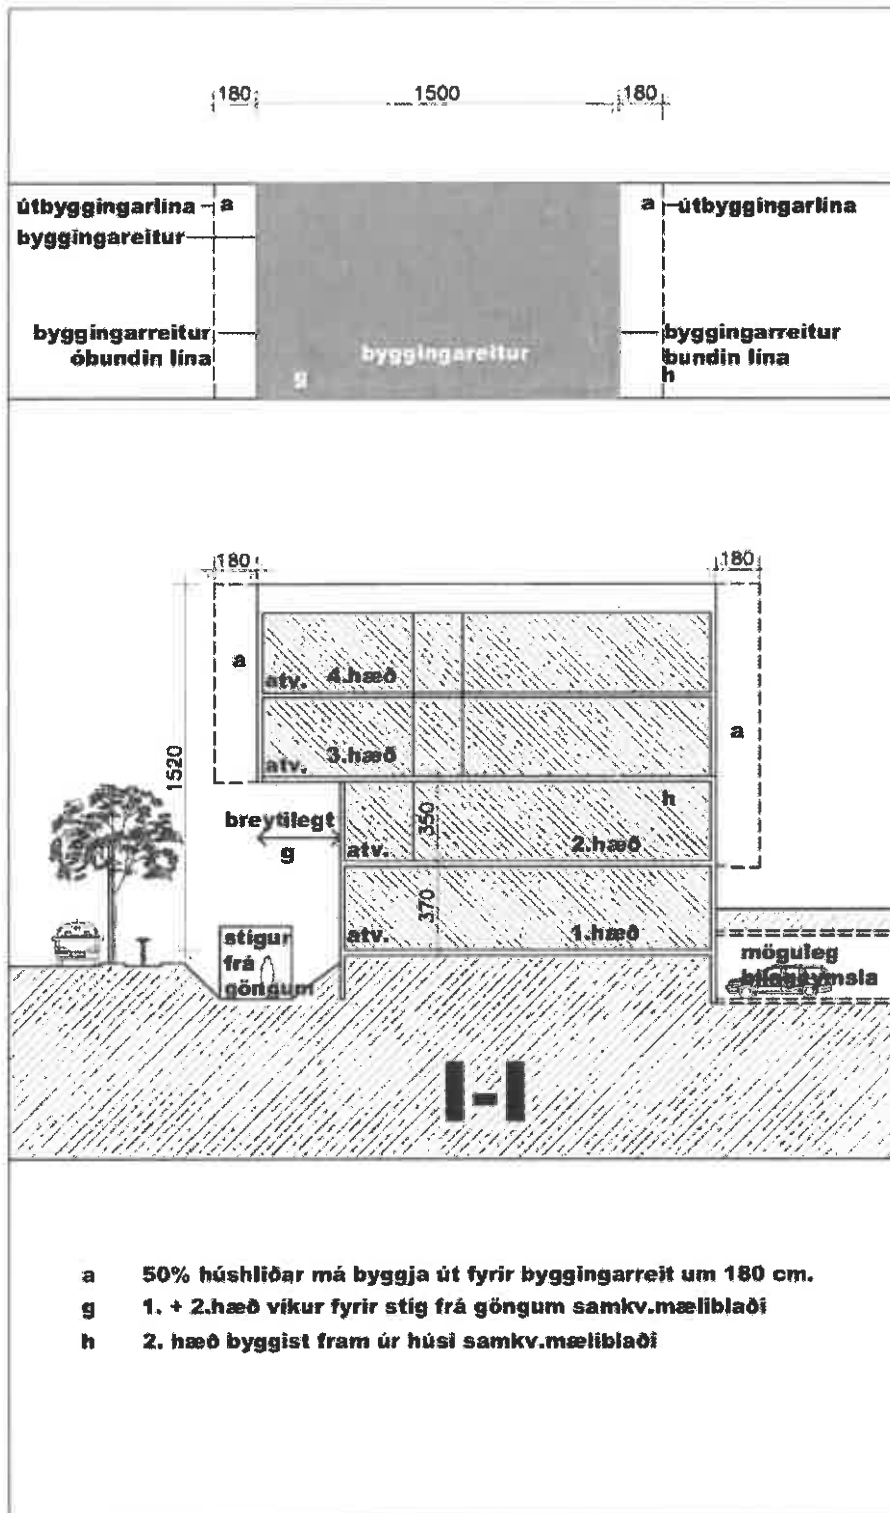 180 1500 180
útbyggingarlína a a útbyggingarlína
byggingareitur
byggingarreitur byggingarreitur
óbundin lína byggingareitur bundin lína
g h
180 180
a
atv. 4.hæð
a
atv. 3.hæð
1520
h
breytilegt 350
g atv. 2.hæð
370
stígur atv. 1.hæð
frá möguleg
göngum bílageymsla
I-I
a 50% húshliðar má byggja út fyrir byggingarreit um 180 cm.
g 1. + 2.hæð víkur fyrir stíg frá göngum samkv.mæliblaði
h 2. hæð byggist fram úr húsi samkv.mæliblaði